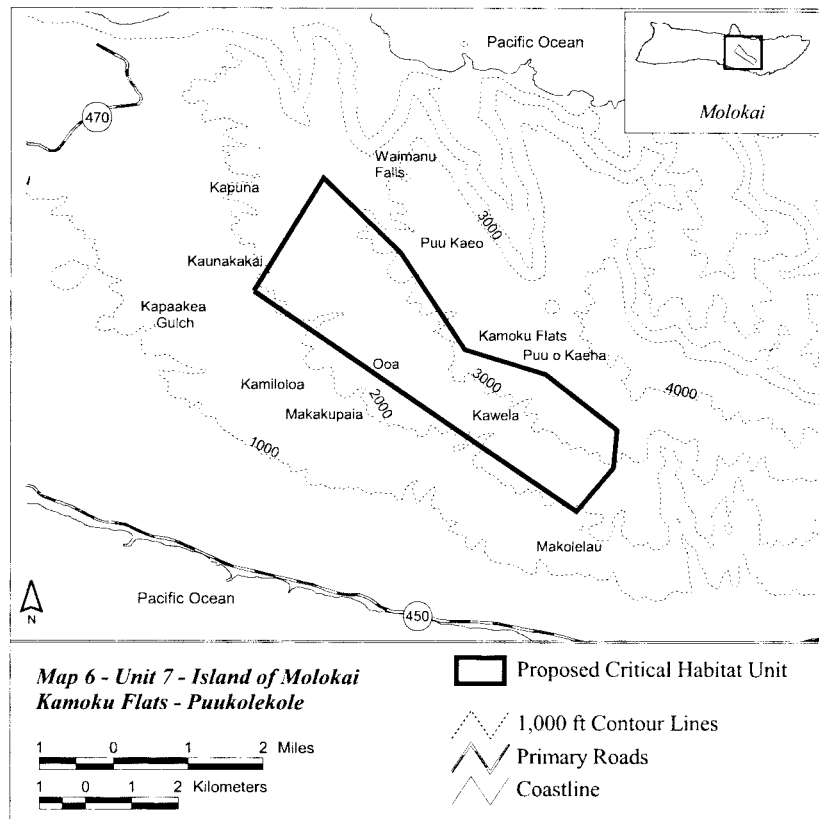 Pacific Ocean
Molokai
470
Waimanu
Falls
Kapuna
3000
Puu Kaeo
Kaunakakai
Kapaakea
Gulch
Kamoku Flats
Puu o Kaeha
Ooa
3000
4000
Kamiloloa
2000
Makakupaia
Kawela
1000
Makolelau
Pacific Ocean
450
N
Map 6 - Unit 7 - Island of Molokai
Kamoku Flats - Puukolekole
1 0 1 2 Miles
1 0 1 2 Kilometers
Proposed Critical Habitat Unit
1,000 ft Contour Lines
Primary Roads
Coastline